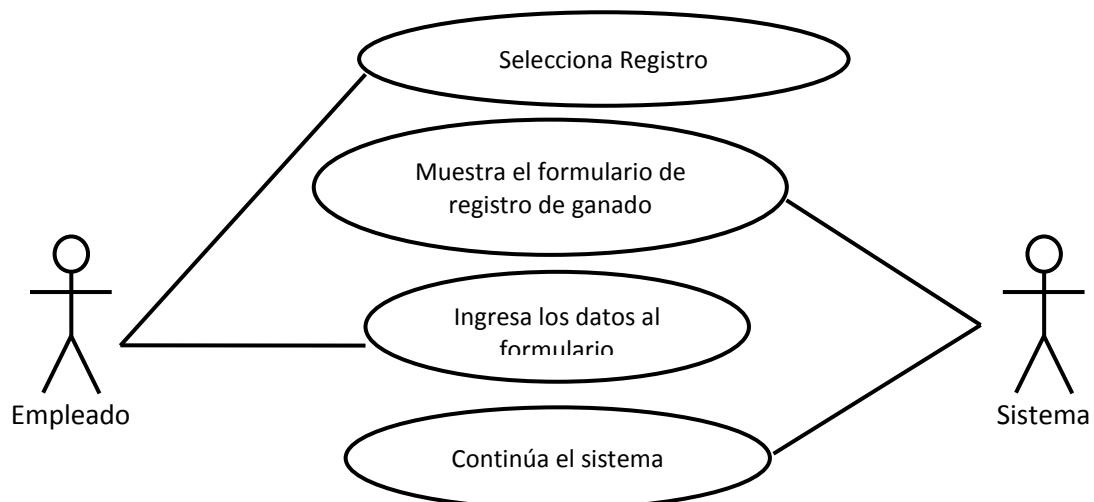 Selecciona Registro
Muestra el formulario de
registro de ganado
Ingresa los datos al
formulario
Empleado
Sistema
Continúa el sistema